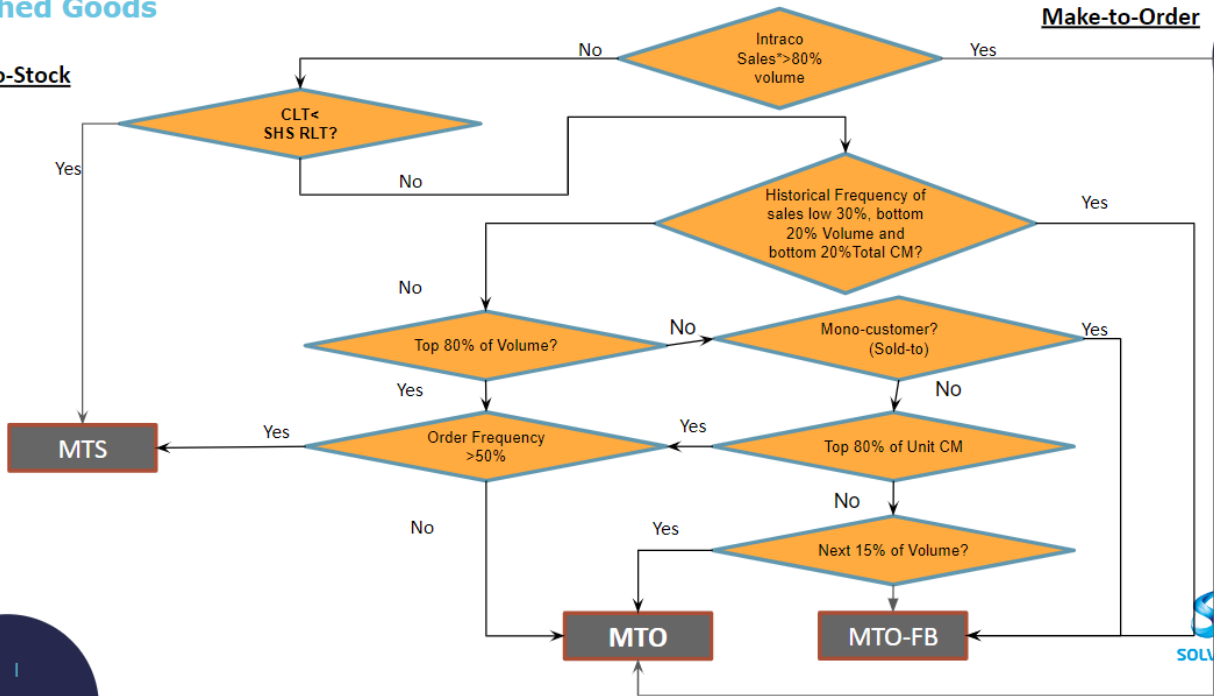 hed Goods
Make-to-Order
o-Stock
Intraco
Sales*>80%
volume
No
Yes
CLT<
SHS RLT?
Yes
No
Historical Frequency of
sales low 30%, bottom
20% Volume and
bottom 20%Total CM?
Yes
No
Top 80% of Volume?
No
Mono-customer?
(Sold-to)
Yes
Yes
No
MTS
Yes
Order Frequency
>50%
Yes
Top 80% of Unit CM
No
No
Yes
Next 15% of Volume?
MTO
MTO-FB
SOLV
I